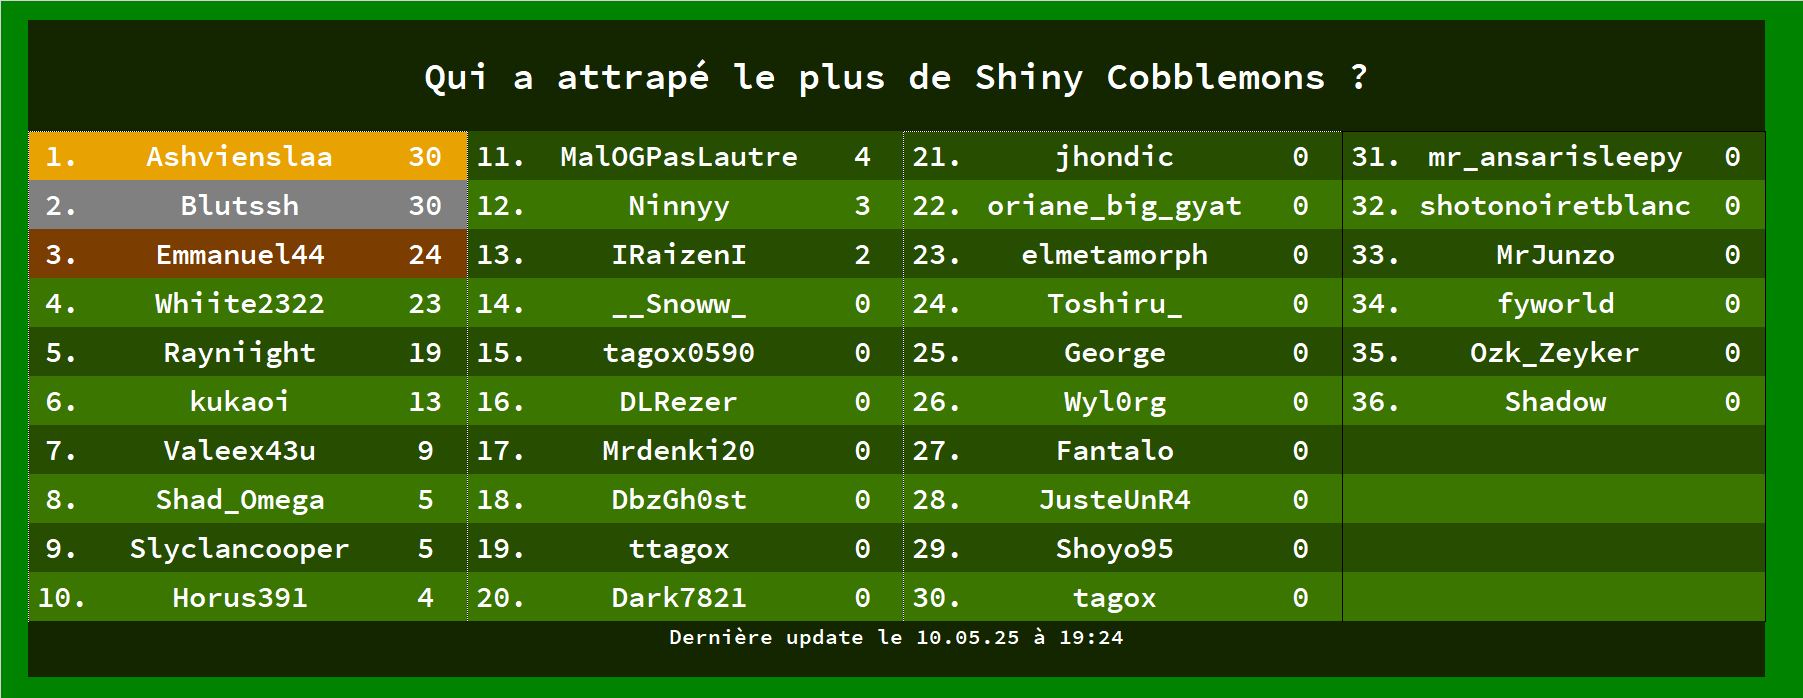 Qui a attrapé le plus de Shiny Cobblemons ?
1. Ashvienslaa 30
2. Blutssh 30
3. Emmanuel44 24
4. Whiite2322 23
5. Rayniight 19
6. kukaoi 13
7. Valeex43u 9
8. Shad_Omega 5
9. Slyclancooper 5
10. Horus391 4
11. MalOGPasLautre 4
12. Ninnyy 3
13. IRaizenI 2
14. __Snoww_ 0
15. tagox0590 0
16. DLRezer 0
17. Mrdenki20 0
18. DbzGh0st 0
19. ttagox 0
20. Dark7821 0
21. jhondic 0
22. oriane_big_gyat 0
23. elmetamorph 0
24. Toshiru_ 0
25. George 0
26. Wyl0rg 0
27. Fantalo 0
28. JusteUnR4 0
29. Shoyo95 0
30. tagox 0
31. mr_ansarisleepy 0
32. shotonoiretblanc 0
33. MrJunzo 0
34. fyworld 0
35. Ozk_Zeyker 0
36. Shadow 0
Dernière update le 10.05.25 à 19:24